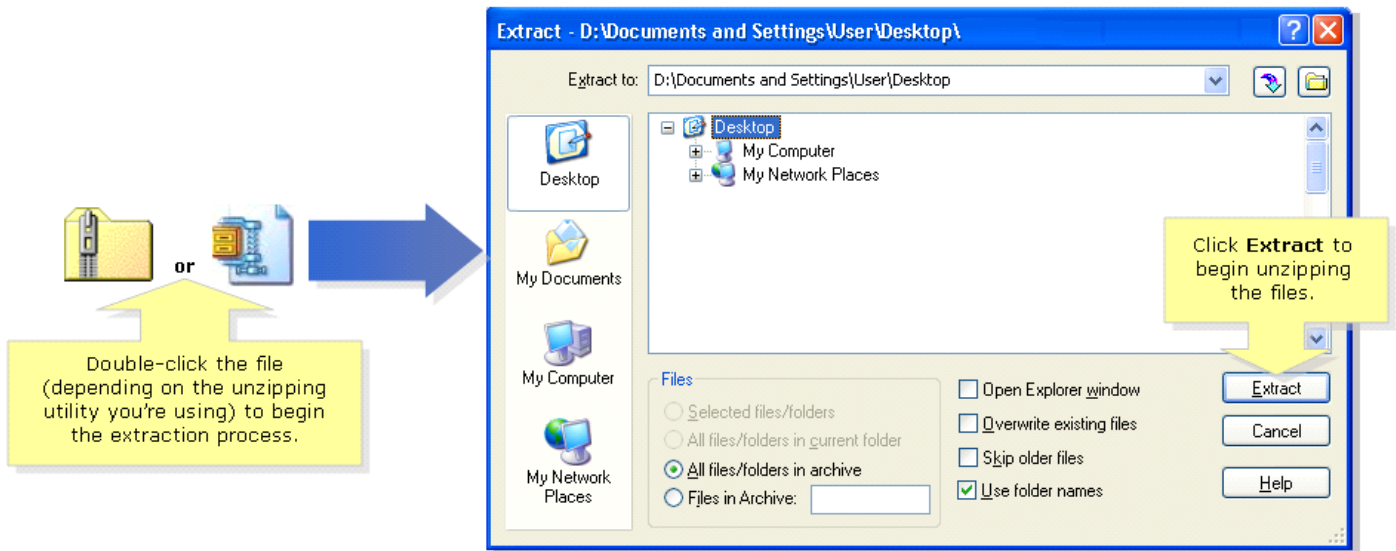 Extract - D:\Documents and Settings\User\Desktop\
Extract to:
D:\Documents and Settings\User\Desktop
Desktop
My Documents
My Computer
My Network
Places
Desktop
My Computer
My Network Places
or
Double-click the file
(depending on the unzipping
utility you're using) to begin
the extraction process.
Click Extract to
begin unzipping
the files.
Files
Selected files/folders
All files/folders in current folder
All files/folders in archive
Files in Archive:
Open Explorer window
Overwrite existing files
Skip older files
Use folder names
Extract
Cancel
Help